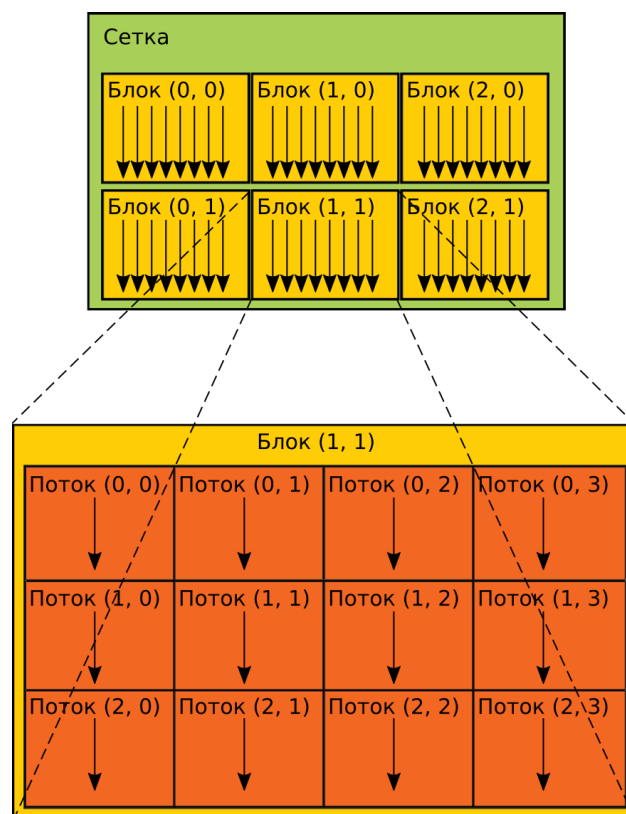 Сетка
Блок (0, 0) Блок (1, 0) Блок (2, 0)
Блок (0, 1) Блок (1, 1) Блок (2, 1)
Блок (1, 1)
Поток (0, 0) Поток (0, 1) Поток (0, 2) Поток (0, 3)
Поток (1, 0) Поток (1, 1) Поток (1, 2) Поток (1, 3)
Поток (2, 0) Поток (2, 1) Поток (2, 2) Поток (2, 3)